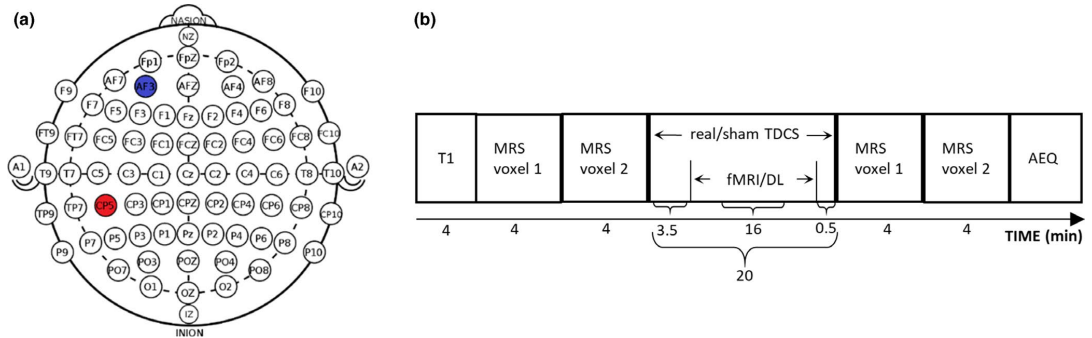 (a)
NASION
NZ
Fp1 FpZ Fp2
AF7 AF3 AFZ AF4 AF8
F9 F7 F5 F3 F1 Fz F2 F4 F6 F8 F10
FT9 FT7 FC5 FC3 FC1 FCZ FC2 FC4 FC6 FC8 FC10
A1 T9 T7 C5 C3 C1 Cz C2 C4 C6 T8 T10 A2
TP9 TP7 CP5 CP3 CP1 CPZ CP2 CP4 CP6 CP8 CP10
P9 P7 P5 P3 P1 Pz P2 P4 P6 P8 P10
PO7 PO3 POZ PO4 PO8
O1 OZ O2
IZ
INION
(b)
T1
MRS
voxel 1
MRS
voxel 2
real/sham TDCS
fMRI/DL
MRS
voxel 1
MRS
voxel 2
AEQ
4 4 4 3.5 16 0.5 4 4 TIME (min)
20